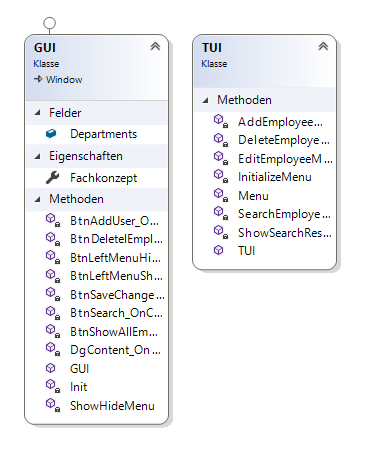 GUI
Klasse
Window
Felder
Departments
Eigenschaften
Fachkonzept
Methoden
BtnAddUser_O...
BtnDeletelEmpl...
BtnLeftMenuHi...
BtnLeftMenuSh...
BtnSaveChange...
BtnSearch_OnC...
BtnShowAllEm...
DgContent_On...
GUI
Init
ShowHideMenu
TUI
Klasse
Methoden
AddEmployee...
DeleteEmploye...
EditEmployeeM...
InitializeMenu
Menu
SearchEmploye...
ShowSearchRes...
TUI